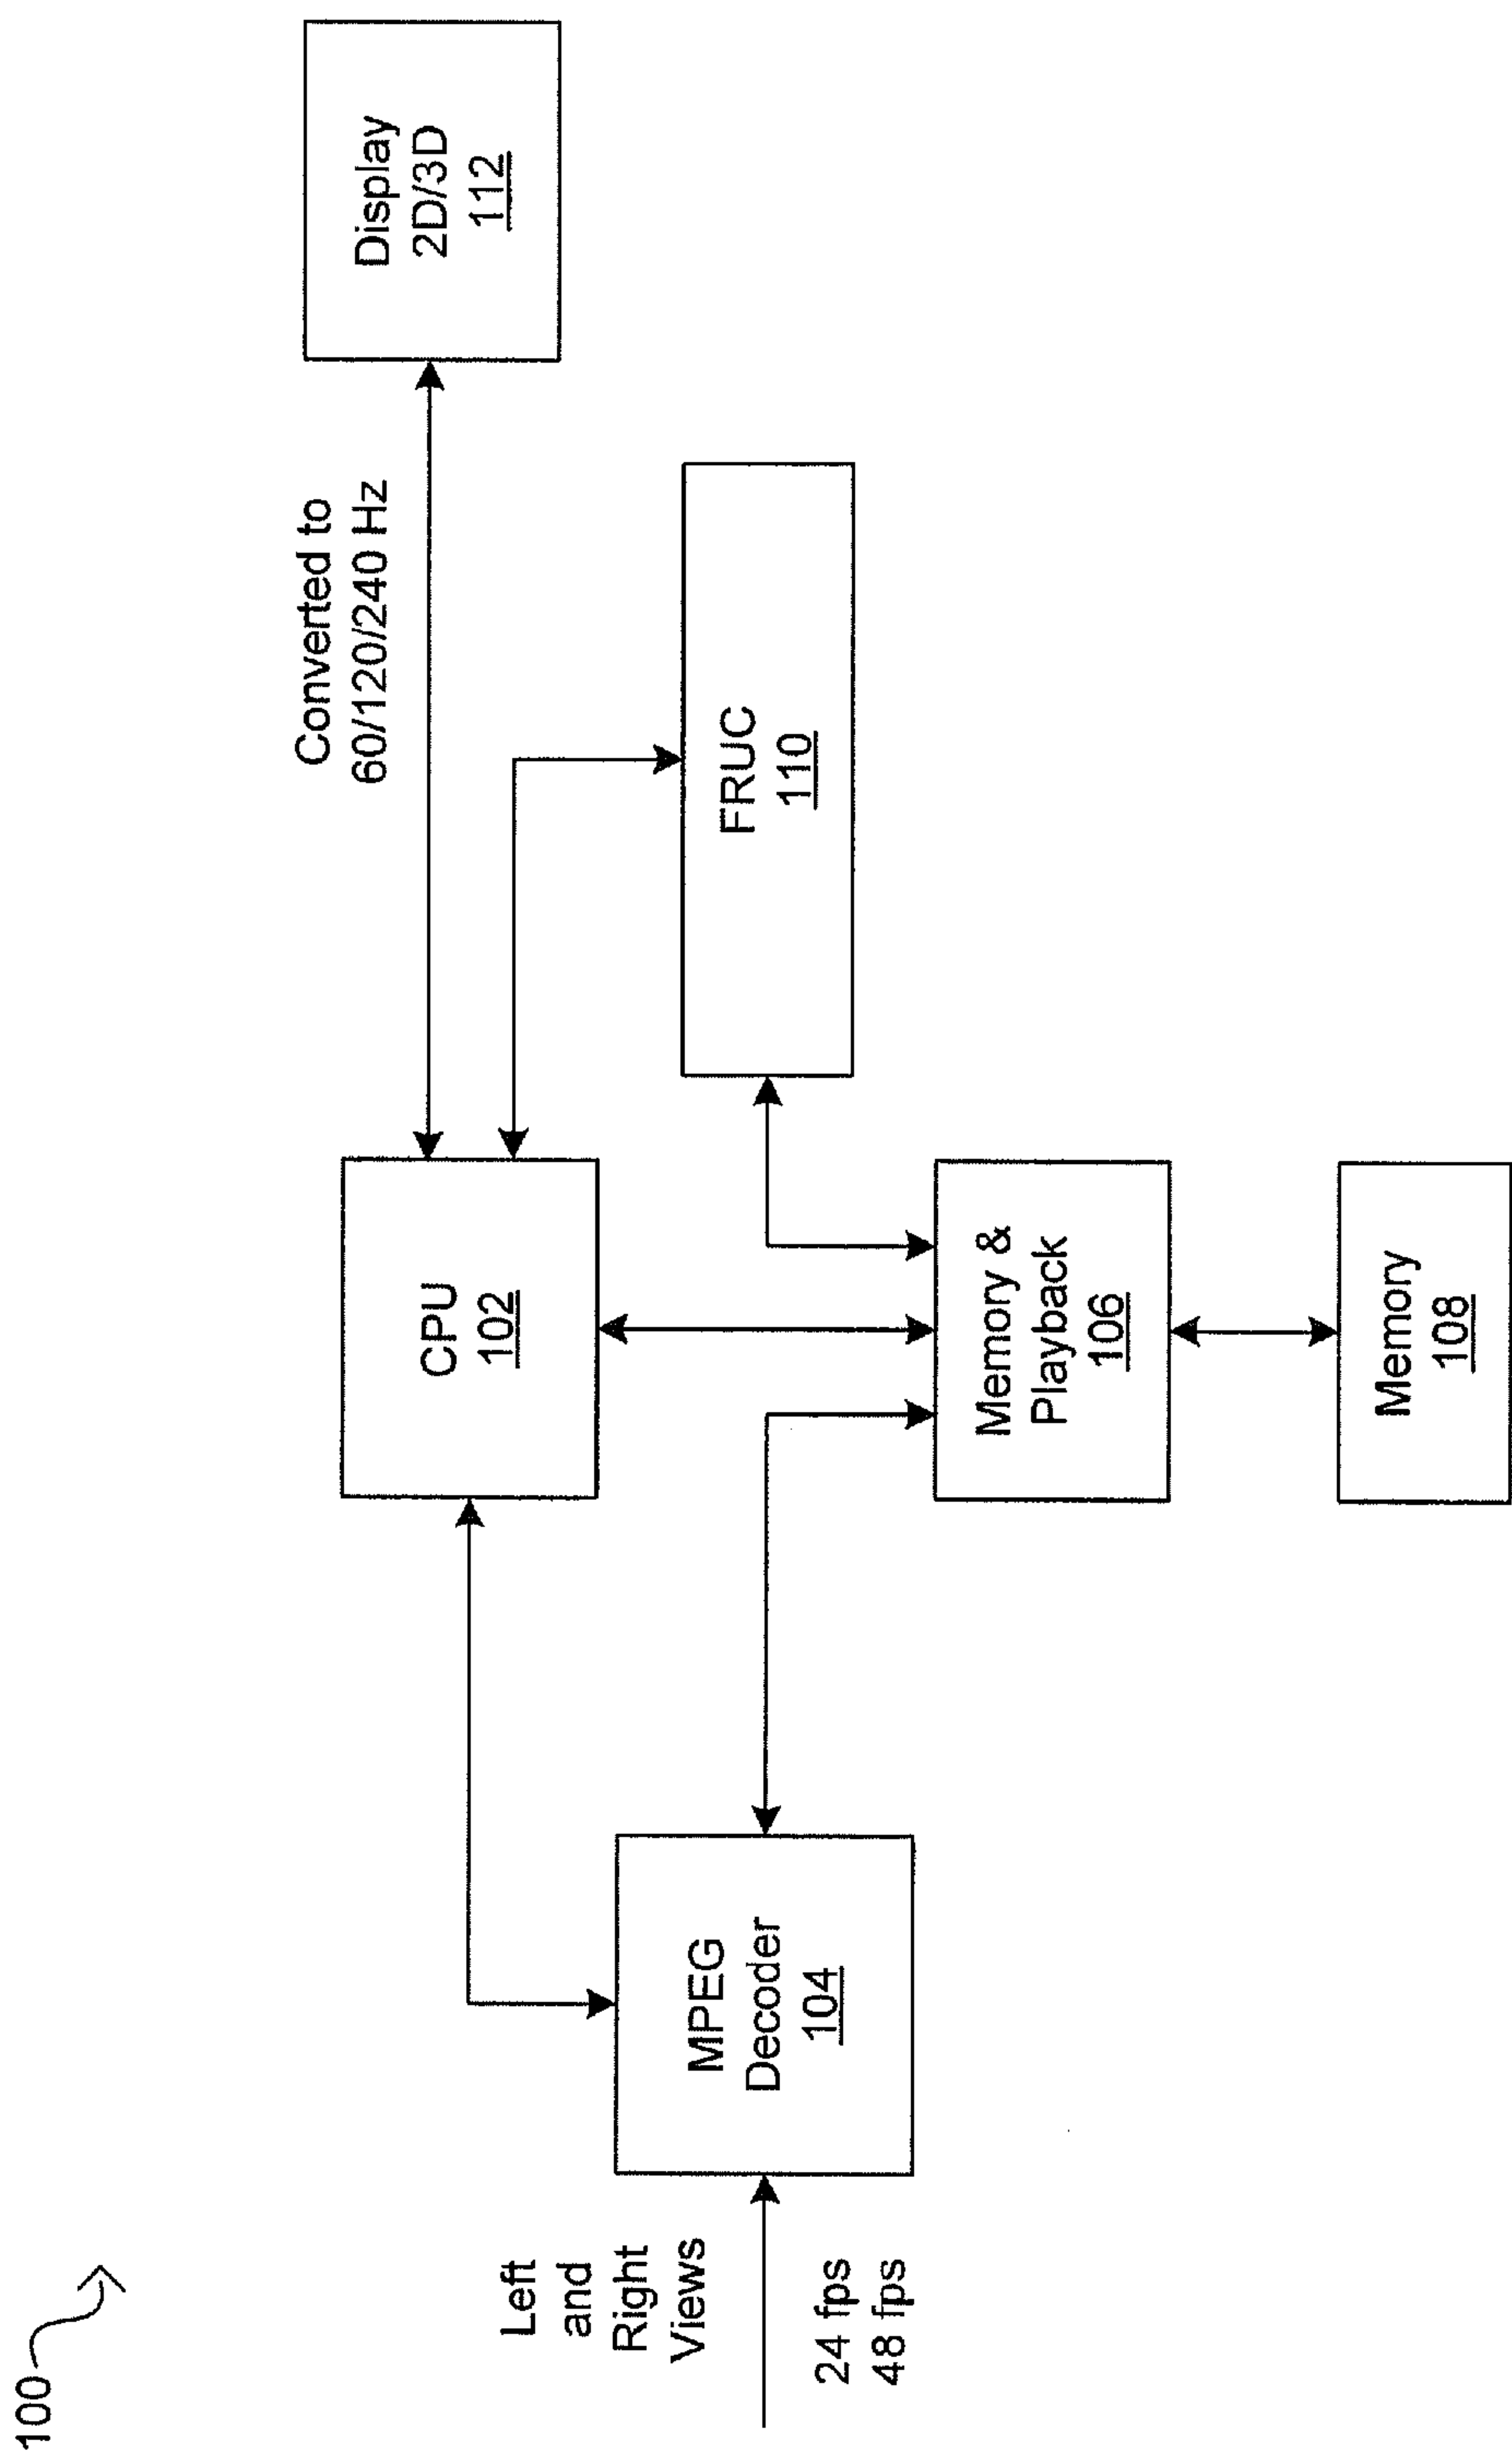 100
Left
and
Right
Views
24 fps
48 fps
MPEG
Decoder
104
CPU
102
Memory &
Playback
106
Memory
108
FRUC
110
Converted to
60/120/240 Hz
Display
2D/3D
112